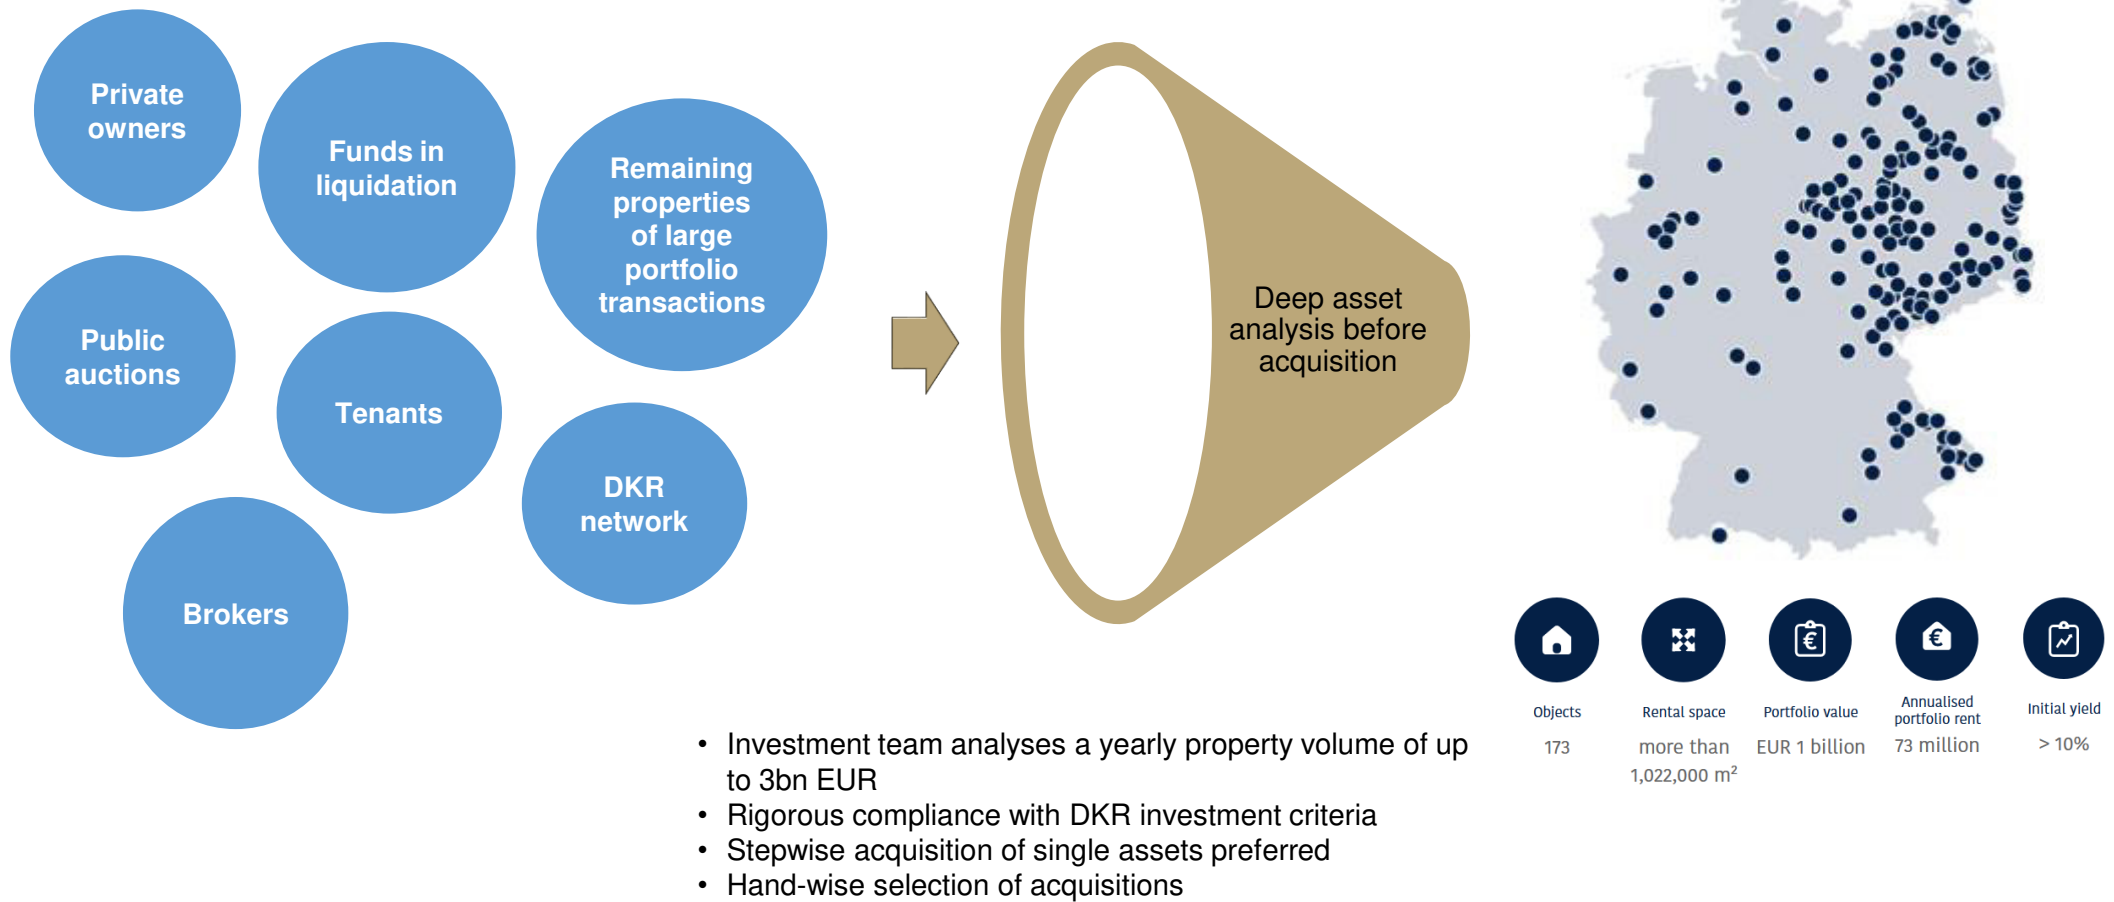 Private
owners
Funds in
liquidation
Remaining
properties
of large
portfolio
transactions
Public
auctions
Tenants
DKR
network
Brokers
Deep asset
analysis before
acquisition
• Investment team analyses a yearly property volume of up
to 3bn EUR
• Rigorous compliance with DKR investment criteria
• Stepwise acquisition of single assets preferred
• Hand-wise selection of acquisitions
€
€
Objects
173
Rental space
more than
1,022,000 m²
Portfolio value
EUR 1 billion
Annualised
portfolio rent
73 million
Initial yield
> 10%